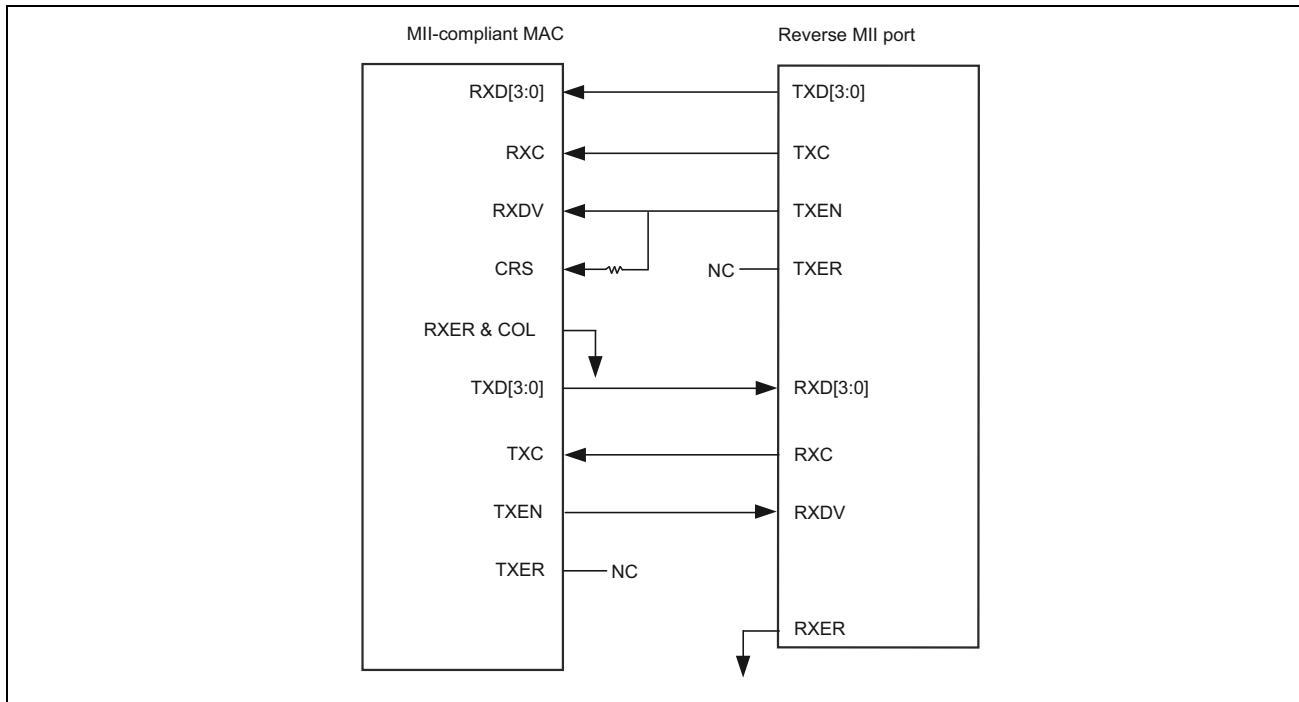 MII-compliant MAC
Reverse MII port
RXD[3:0]
TXD[3:0]
RXC
TXC
RXDV
TXEN
CRS
NC
TXER
RXER & COL
TXD[3:0]
RXD[3:0]
TXC
RXC
TXEN
RXDV
TXER
NC
RXER